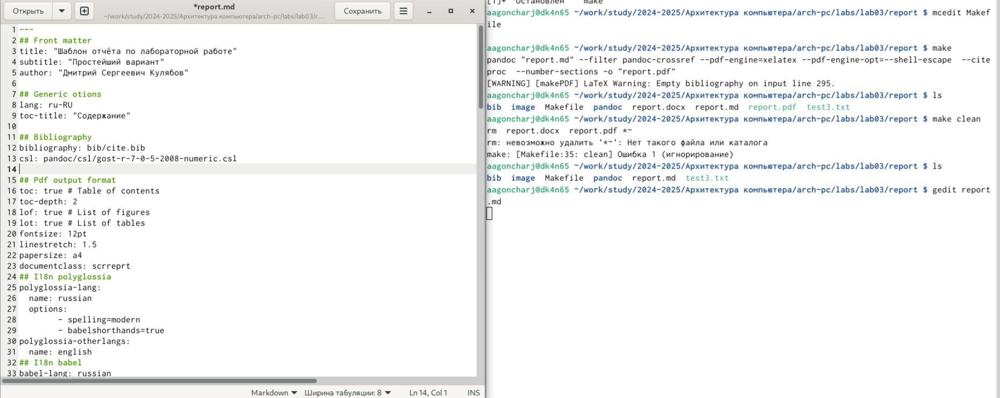 Открыть
*report.md
~/work/study/2024-2025/Архитектура компьютера/arch-pc/labs/lab03/r...
Сохранить
1 ---
2 ## Front matter
3 title: "Шаблон отчёта по лабораторной работе"
4 subtitle: "Простейший вариант"
5 author: "Дмитрий Сергеевич Кулябов"
6
7 ## Generic otions
8 lang: ru-RU
9 toc-title: "Содержание"
10
11 ## Bibliography
12 bibliography: bib/cite.bib
13 csl: pandoc/csl/gost-r-7-0-5-2008-numeric.csl
14
15 ## Pdf output format
16 toc: true # Table of contents
17 toc-depth: 2
18 lof: true # List of figures
19 lot: true # List of tables
20 fontsize: 12pt
21 linestretch: 1.5
22 papersize: a4
23 documentclass: scrreprt
24 ## I18n polyglossia
25 polyglossia-lang:
26   name: russian
27   options:
28         - spelling=modern
29         - babelshorthands=true
30 polyglossia-otherlangs:
31   name: english
32 ## I18n babel
33 babel-lang: russian
Markdown Ширина табуляции: 8 Ln 14, Col 1 INS
[1]+  Остановлен    make
aagoncharj@dk4n65 ~/work/study/2024-2025/Архитектура компьютера/arch-pc/labs/lab03/report $ mcedit Makef
ile
aagoncharj@dk4n65 ~/work/study/2024-2025/Архитектура компьютера/arch-pc/labs/lab03/report $ make
pandoc "report.md" --filter pandoc-crossref --pdf-engine=xelatex --pdf-engine-opt=--shell-escape  --cite
proc  --number-sections -o "report.pdf"
[WARNING] [makePDF] LaTeX Warning: Empty bibliography on input line 295.
aagoncharj@dk4n65 ~/work/study/2024-2025/Архитектура компьютера/arch-pc/labs/lab03/report $ ls
bib  image  Makefile  pandoc  report.docx  report.md  report.pdf  test3.txt
aagoncharj@dk4n65 ~/work/study/2024-2025/Архитектура компьютера/arch-pc/labs/lab03/report $ make clean
rm  report.docx  report.pdf *~
rm: невозможно удалить '*~': Нет такого файла или каталога
make: [Makefile:35: clean] Ошибка 1 (игнорирование)
aagoncharj@dk4n65 ~/work/study/2024-2025/Архитектура компьютера/arch-pc/labs/lab03/report $ ls
bib  image  Makefile  pandoc  report.md  test3.txt
aagoncharj@dk4n65 ~/work/study/2024-2025/Архитектура компьютера/arch-pc/labs/lab03/report $ gedit report
.md